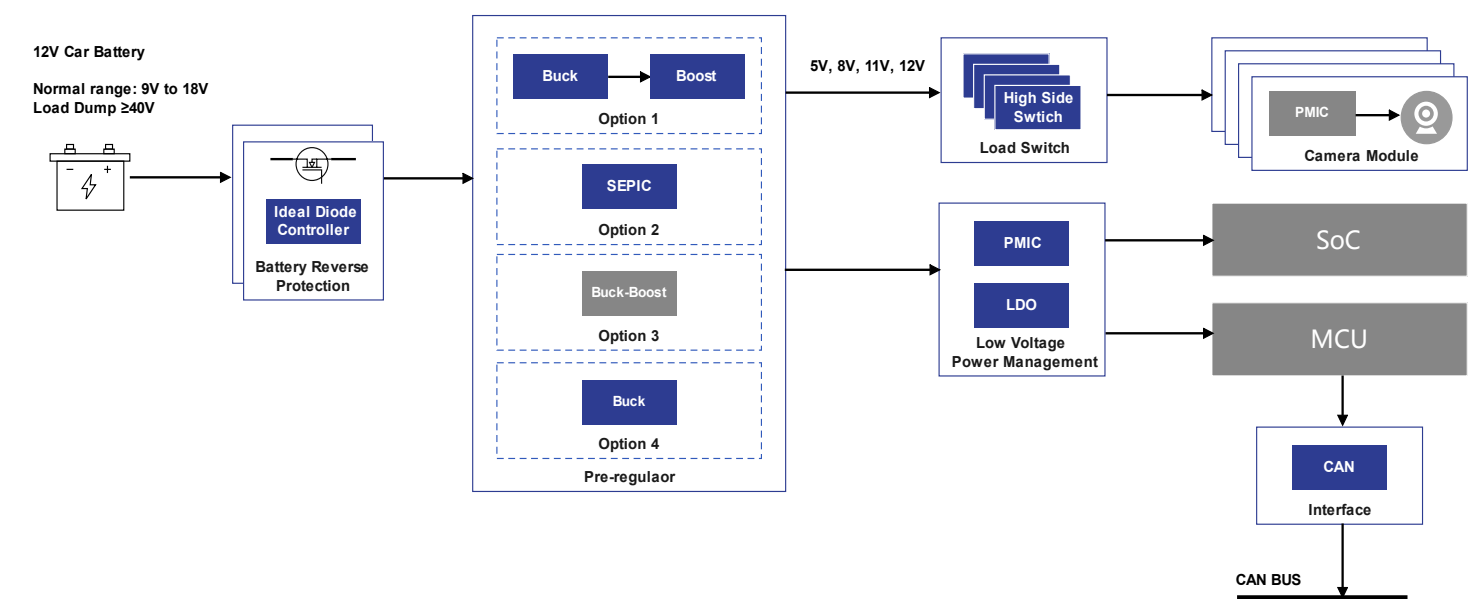 12V Car Battery
Normal range: 9V to 18V
Load Dump ≥40V
- +
Ideal Diode
Controller
Battery Reverse
Protection
Buck
Boost
Option 1
SEPIC
Option 2
Buck-Boost
Option 3
Buck
Option 4
Pre-regulaor
5V, 8V, 11V, 12V
High Side
Swtich
Load Switch
PMIC
Camera Module
PMIC
LDO
Low Voltage
Power Management
SoC
MCU
CAN
Interface
CAN BUS